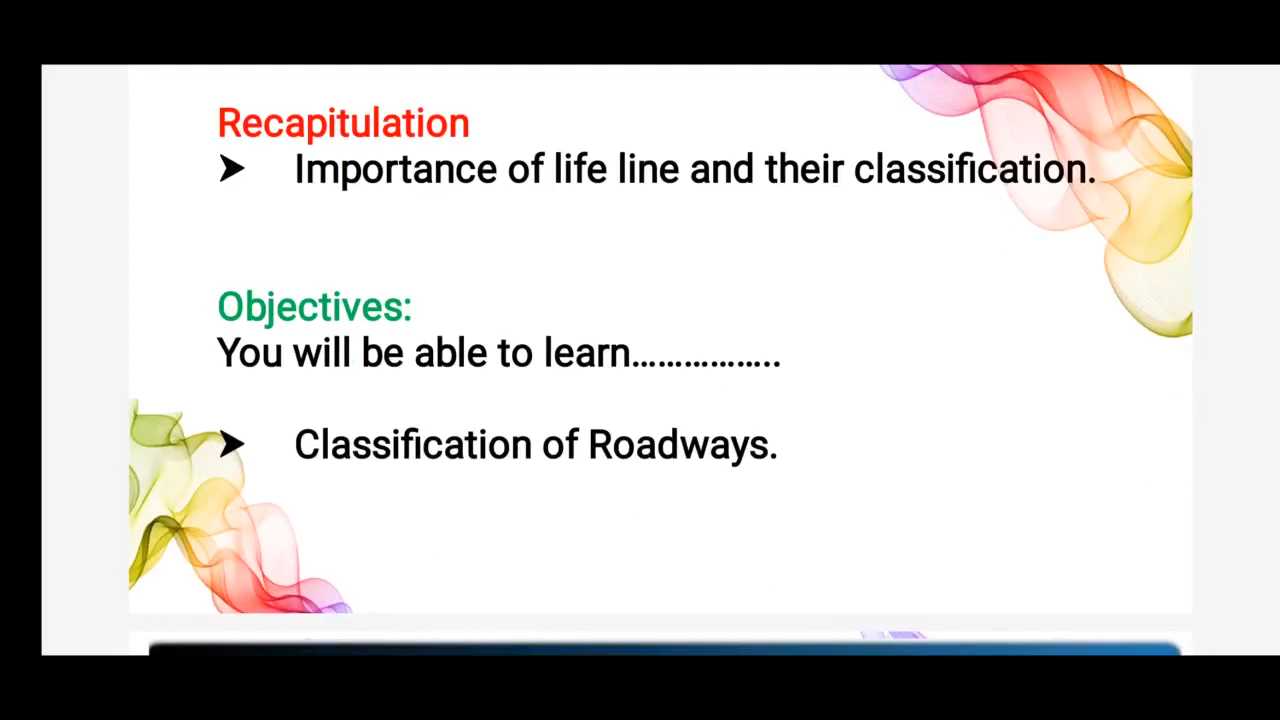 Recapitulation
➤ Importance of life line and their classification.
Objectives:
You will be able to learn……………..
➤ Classification of Roadways.